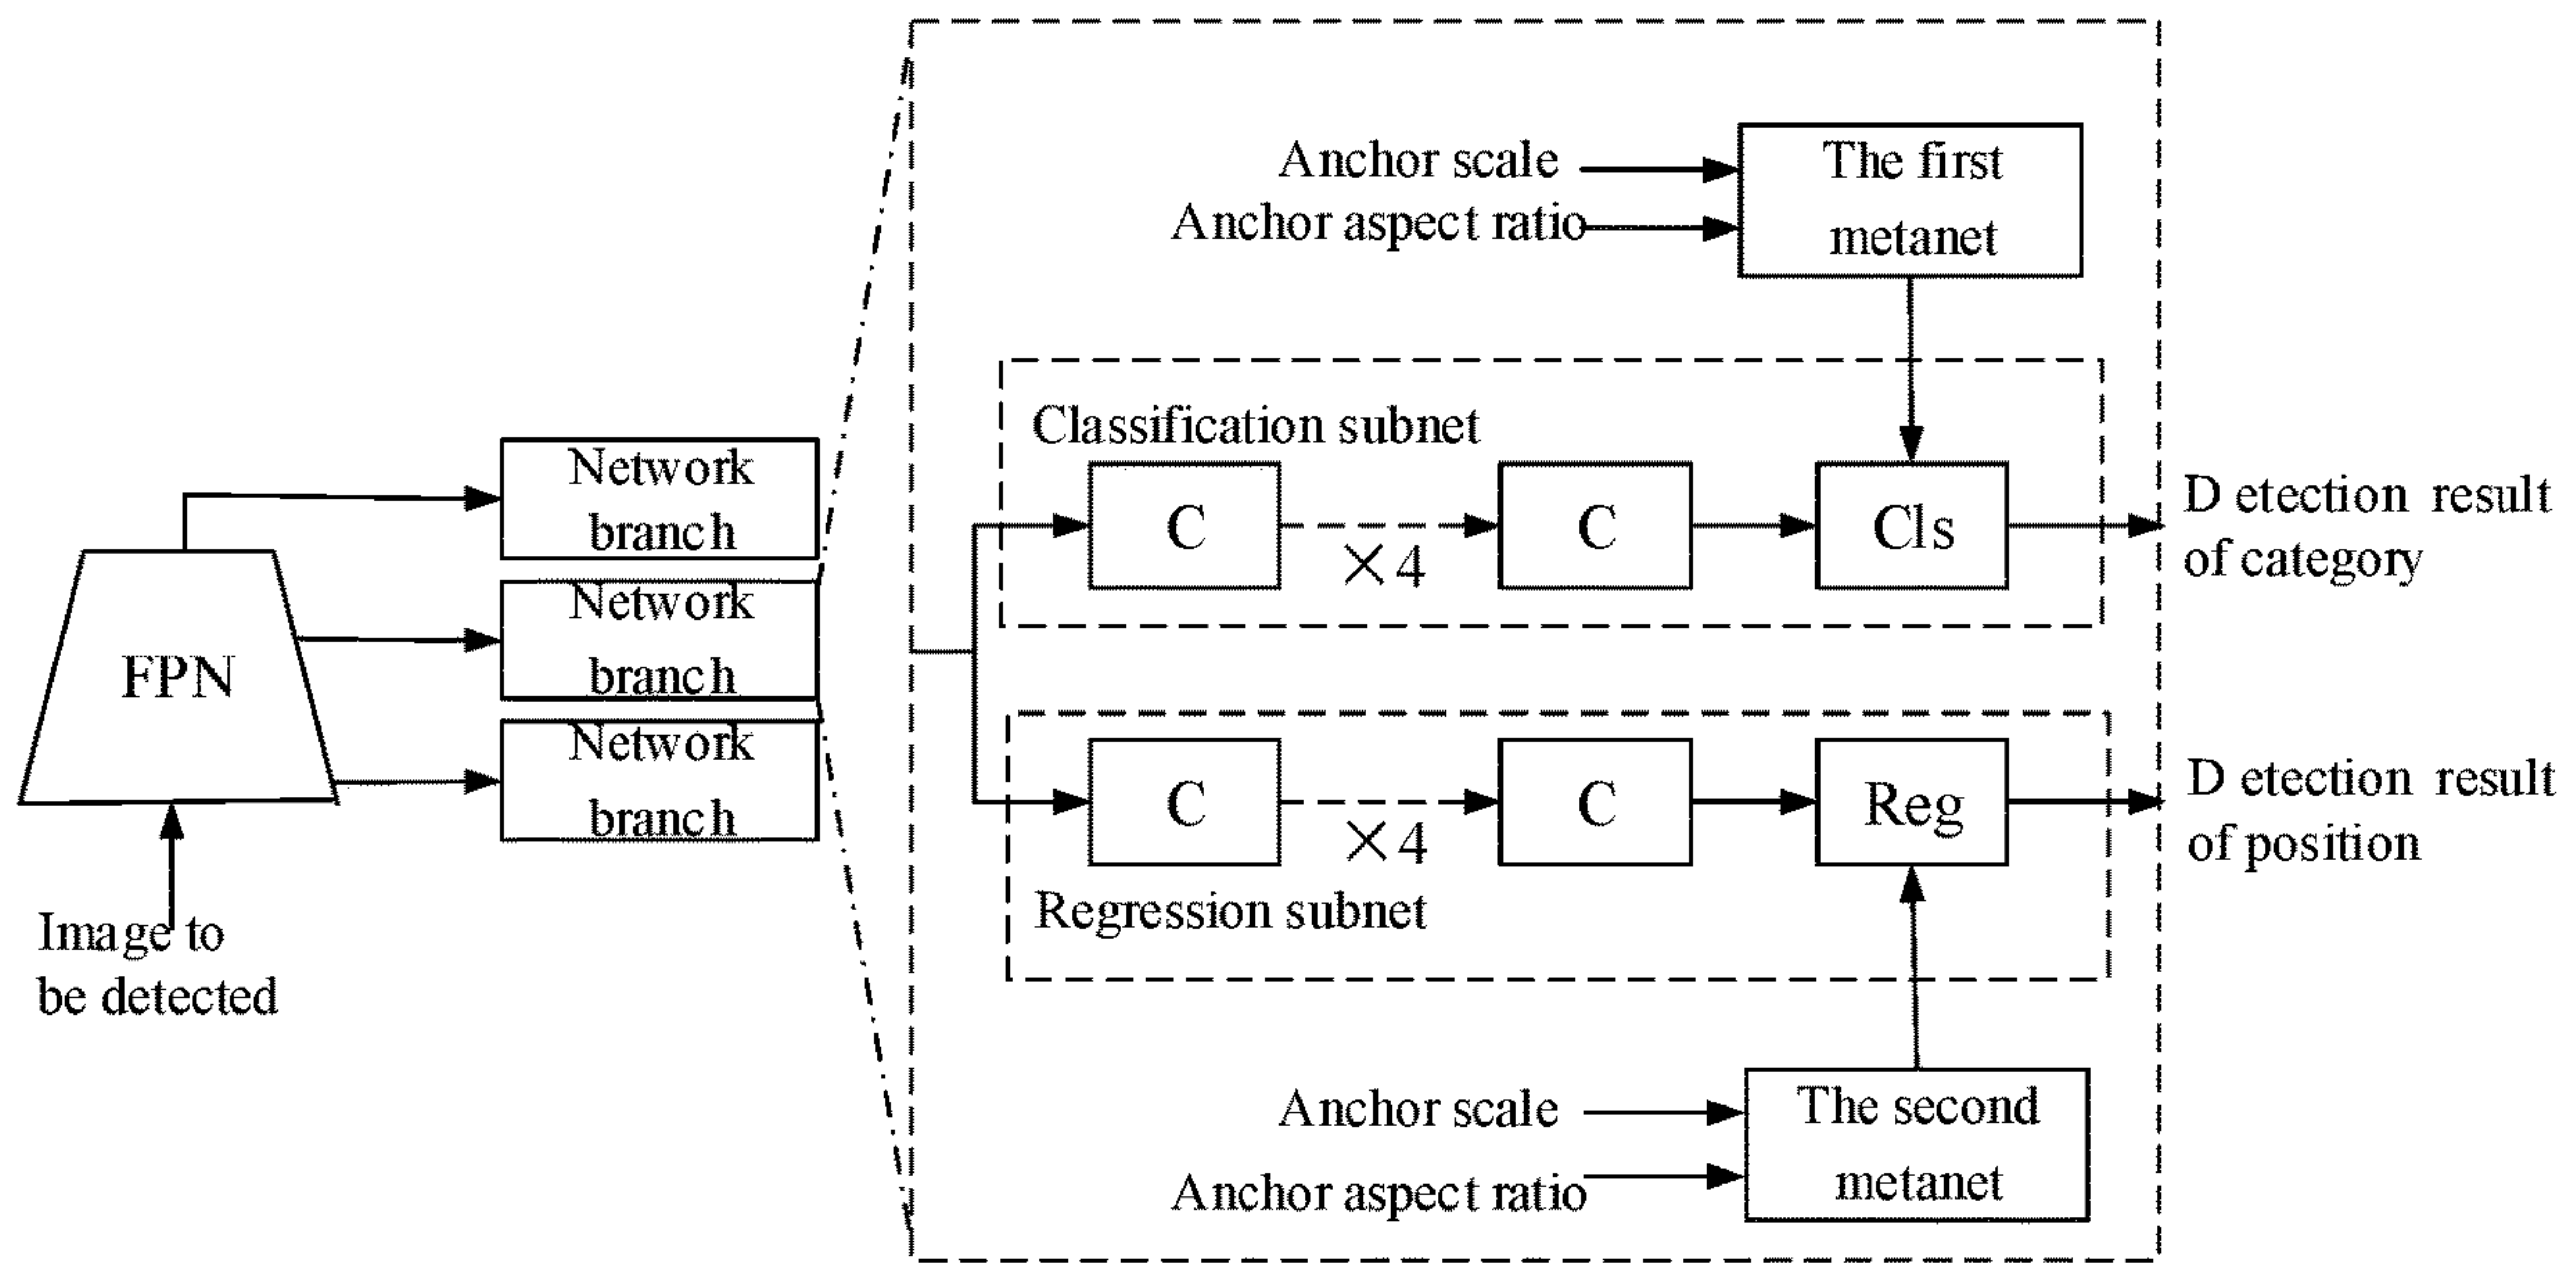 FPN
Image to
be detected
Network
branch
Network
branch
Network
branch
Anchor scale
Anchor aspect ratio
The first
metanet
Classification subnet
C
×4
C
Cls
D etection result
of category
C
×4
C
Reg
D etection result
of position
Regression subnet
Anchor scale
Anchor aspect ratio
The second
metanet